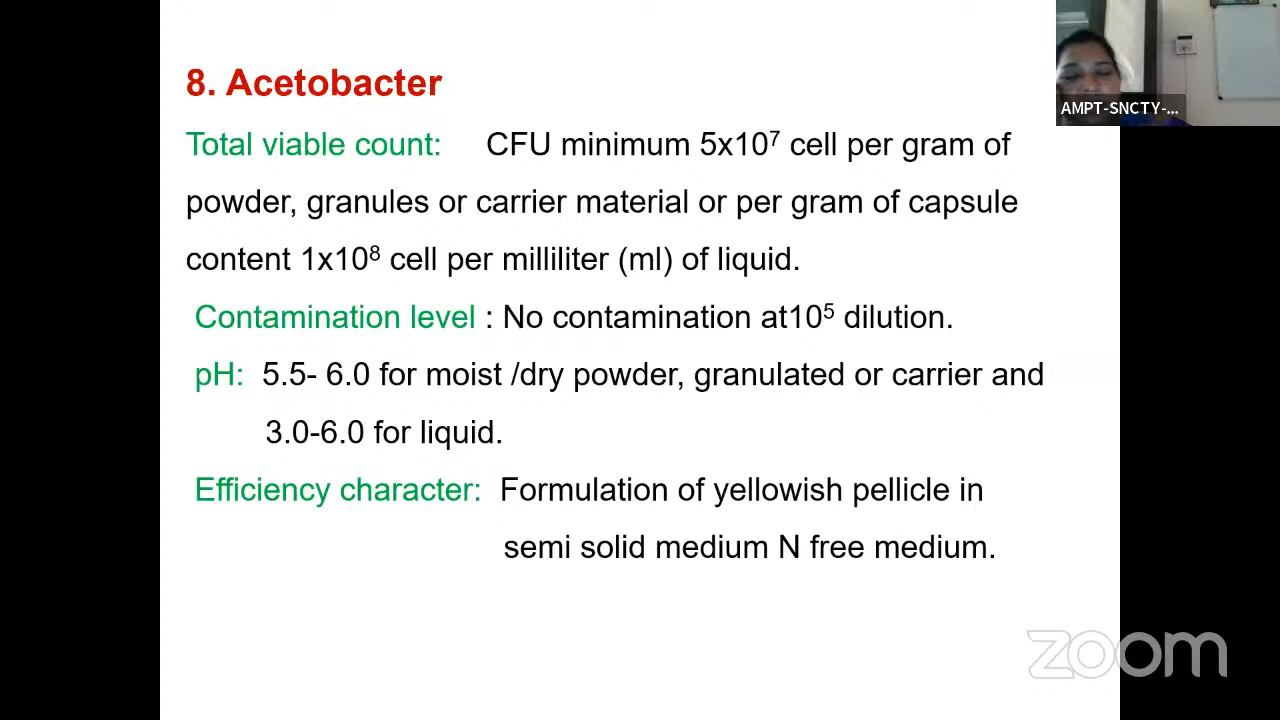 8. Acetobacter
AMPT-SNCTY-...
Total viable count: CFU minimum 5x10⁷ cell per gram of
powder, granules or carrier material or per gram of capsule
content 1x10⁸ cell per milliliter (ml) of liquid.
Contamination level : No contamination at10⁵ dilution.
pH: 5.5- 6.0 for moist /dry powder, granulated or carrier and
3.0-6.0 for liquid.
Efficiency character: Formulation of yellowish pellicle in
semi solid medium N free medium.
zoom